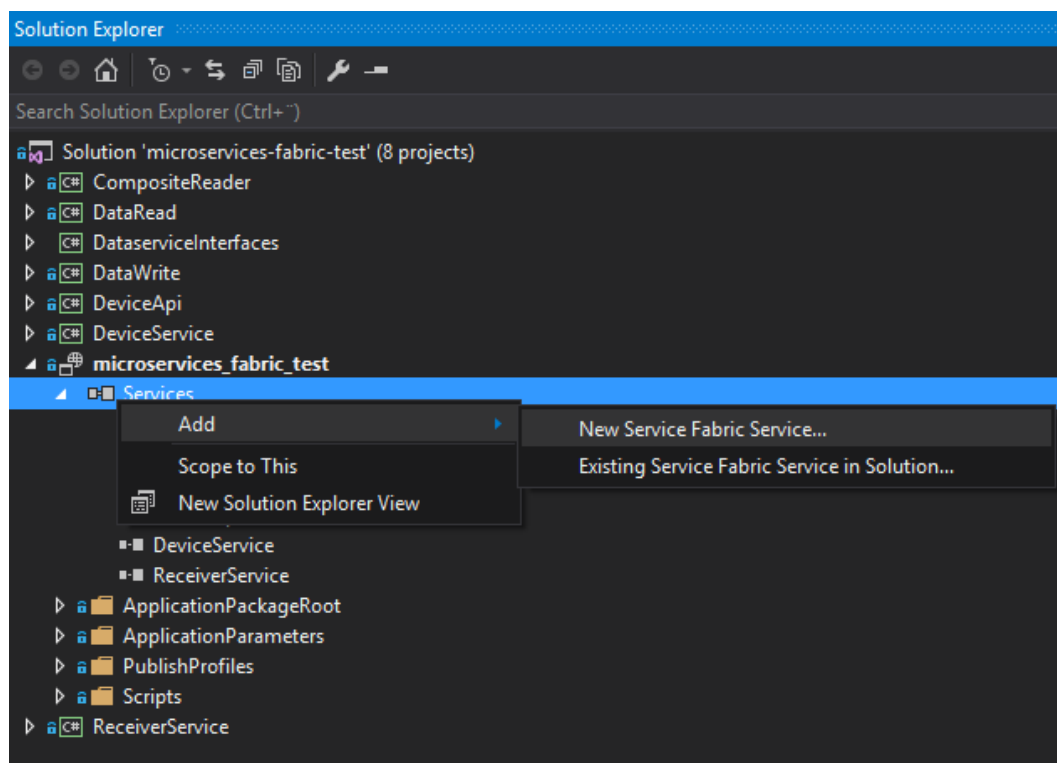 Solution Explorer
Search Solution Explorer (Ctrl+¨)
Solution 'microservices-fabric-test' (8 projects)
C# CompositeReader
C# DataRead
C# DataserviceInterfaces
C# DataWrite
C# DeviceApi
C# DeviceService
microservices_fabric_test
Services
Add
New Service Fabric Service...
Scope to This
Existing Service Fabric Service in Solution...
New Solution Explorer View
DeviceService
ReceiverService
ApplicationPackageRoot
ApplicationParameters
PublishProfiles
Scripts
C# ReceiverService